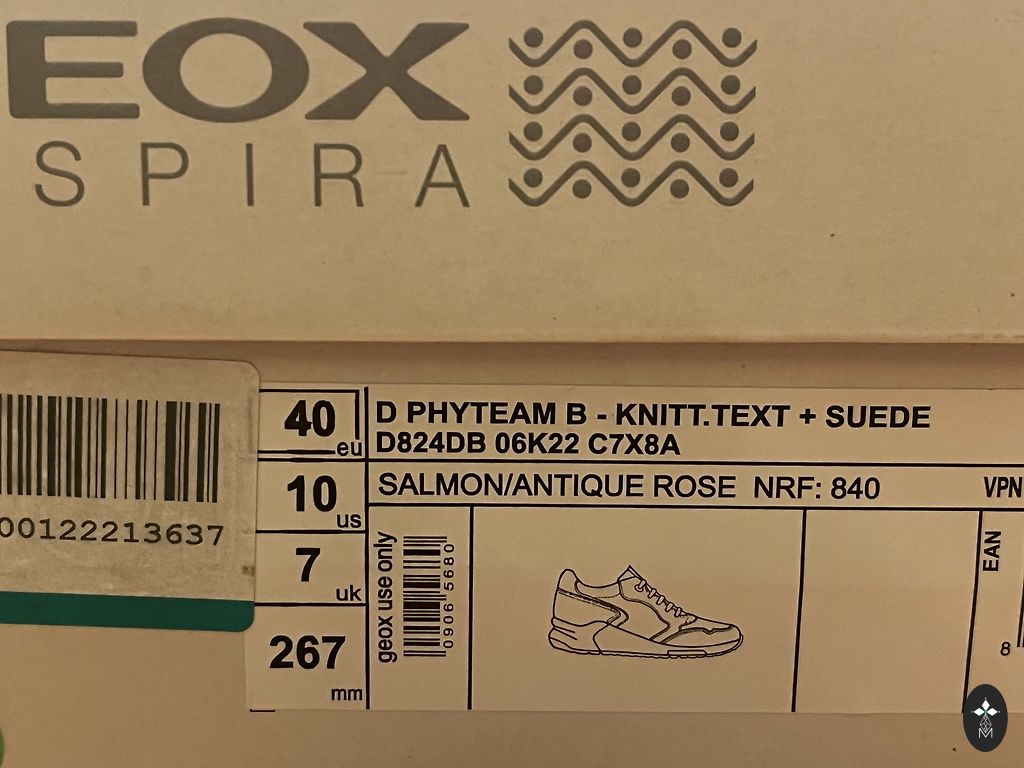 EOX
SPIRA
00122213637
40 eu
10 us
7 uk
267 mm
D PHYTEAM B - KNITT.TEXT + SUEDE
D824DB 06K22 C7X8A
SALMON/ANTIQUE ROSE NRF: 840
VPN
geox use only
0906 5680
EAN
8
M